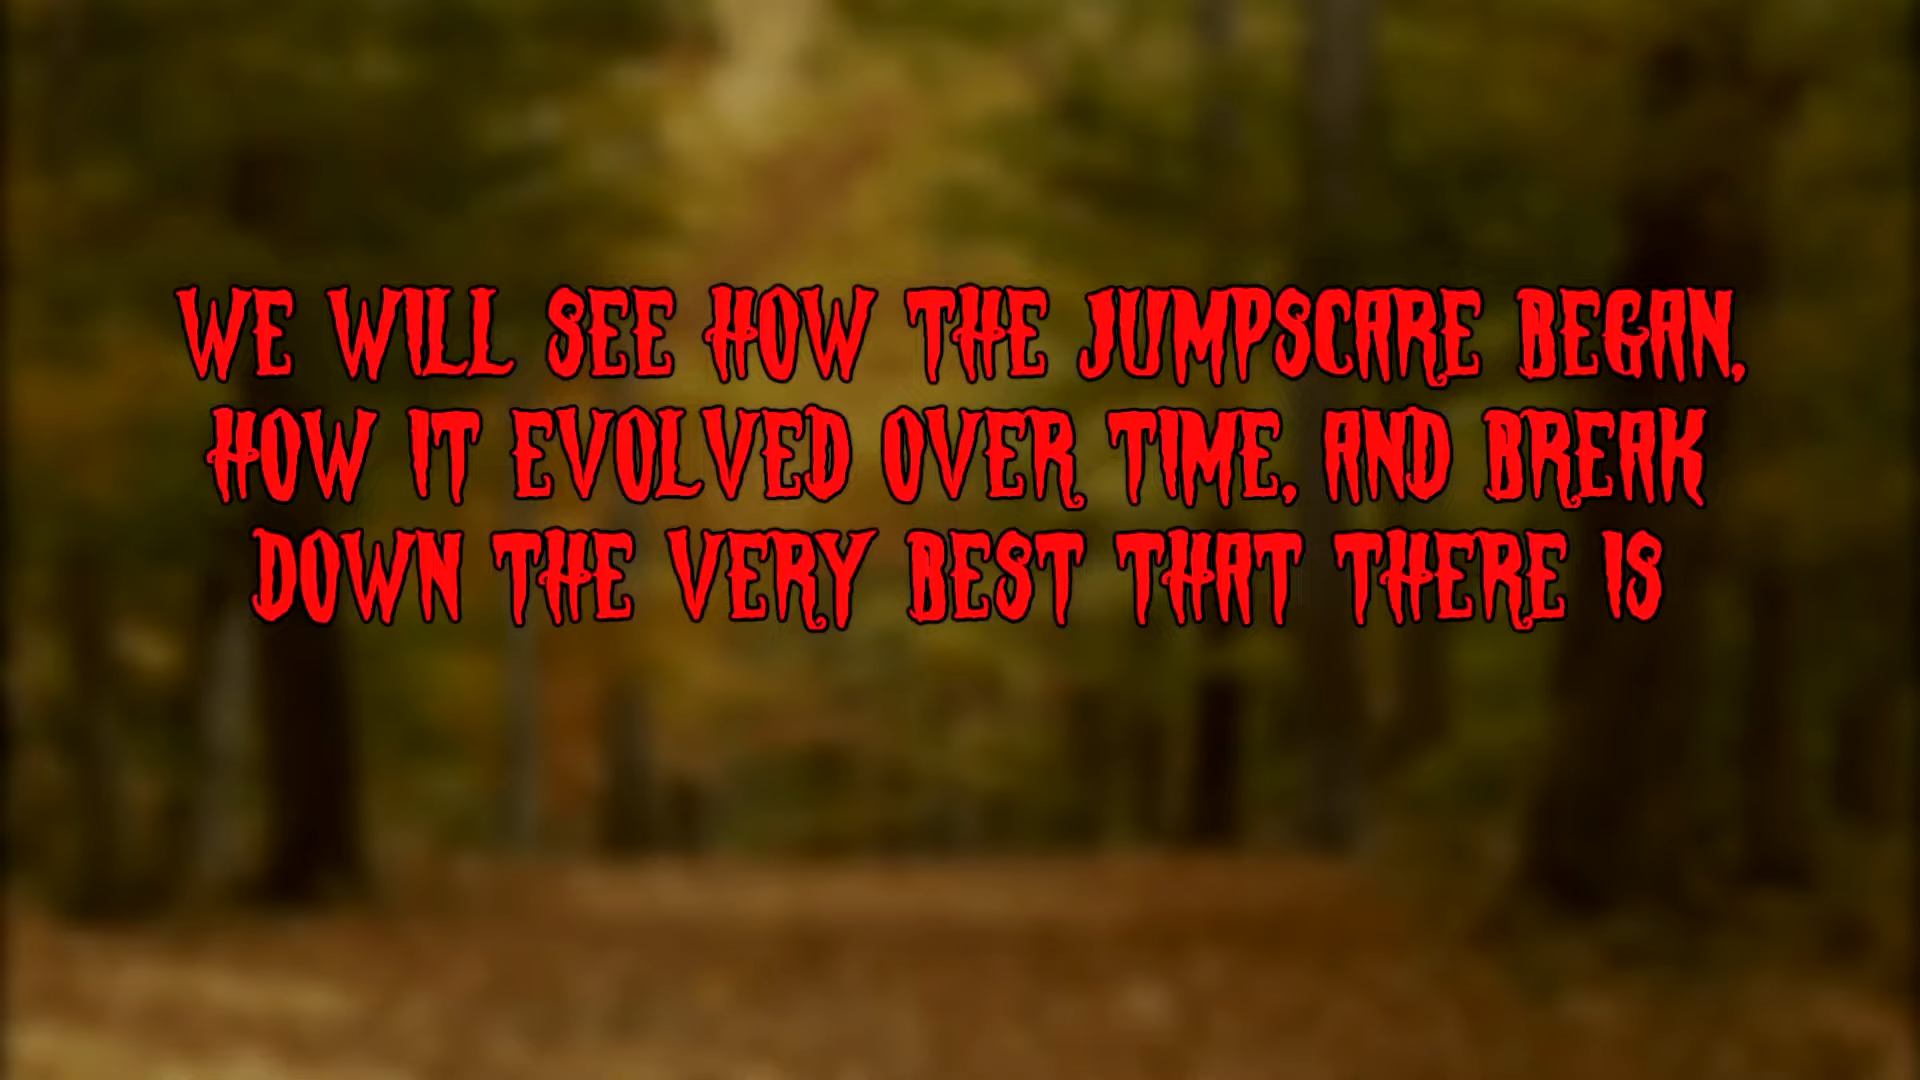 WE WILL SEE HOW THE JUMPSCARE BEGAN,
HOW IT EVOLVED OVER TIME, AND BREAK
DOWN THE VERY BEST THAT THERE IS